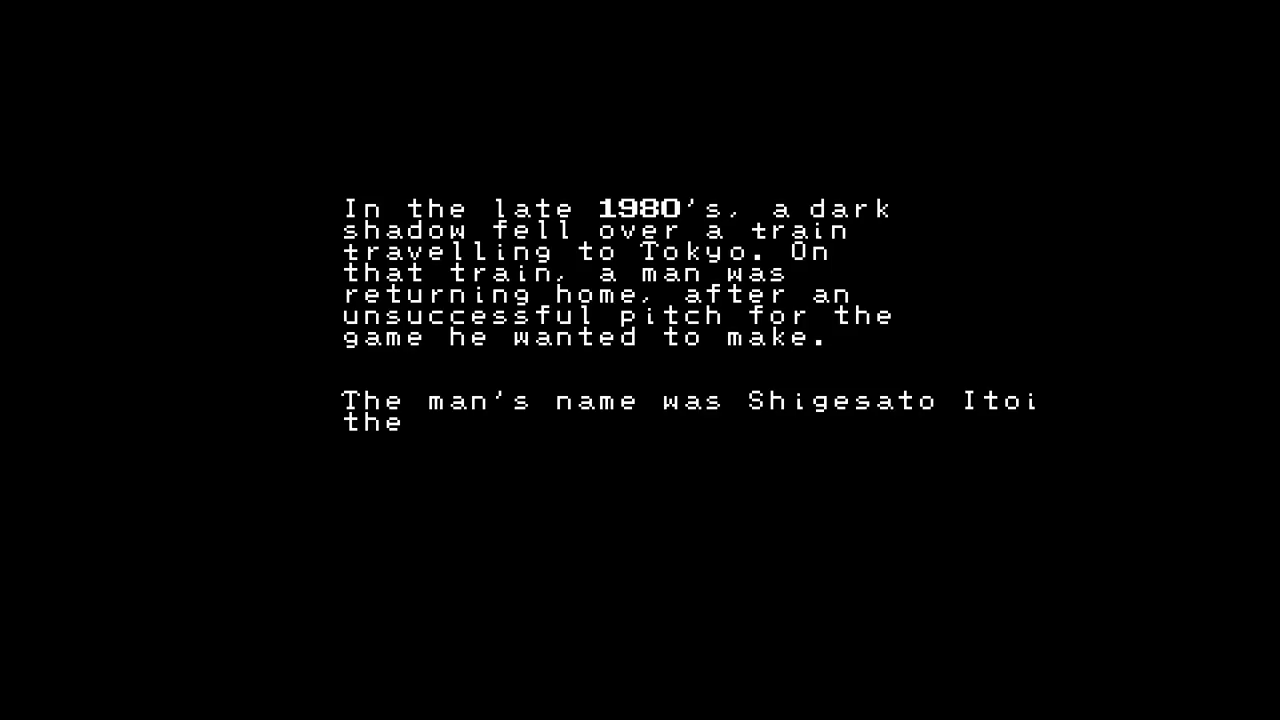 In the late 1980's, a dark
shadow fell over a train
travelling to Tokyo. On
that train, a man was
returning home, after an
unsuccessful pitch for the
game he wanted to make.
The man's name was Shigesato Itoi
the